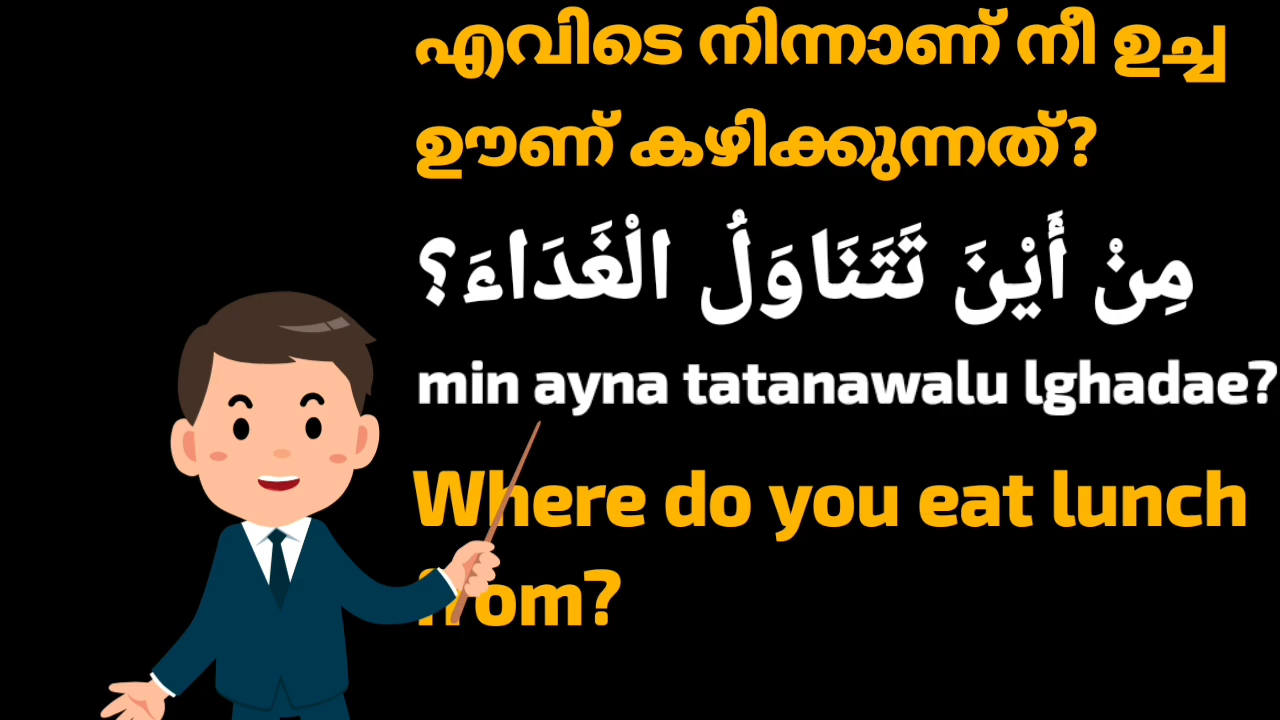 എവിടെ നിന്നാണ് നീ ഉച്ച
ഊണ് കഴിക്കുന്നത്?
مِنْ أَيْنَ تَتَنَاوَلُ الْغَدَاءَ؟
min ayna tatanawalu lghadae?
Where do you eat lunch
from?